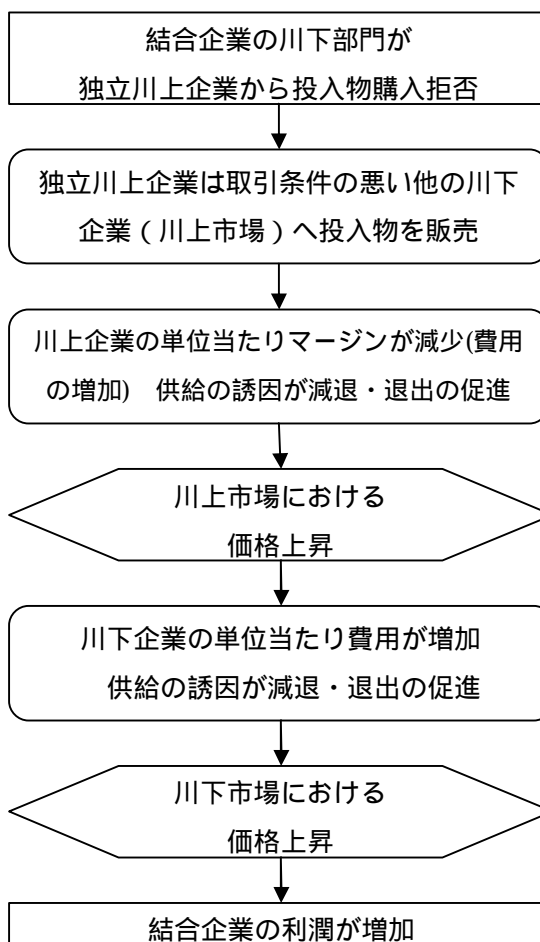 結合企業の川下部門が
独立川上企業から投入物購入拒否
独立川上企業は取引条件の悪い他の川下
企業（川上市場）へ投入物を販売
川上企業の単位当たりマージンが減少(費用
の増加)　供給の誘因が減退・退出の促進
川上市場における
価格上昇
川下企業の単位当たり費用が増加
供給の誘因が減退・退出の促進
川下市場における
価格上昇
結合企業の利潤が増加